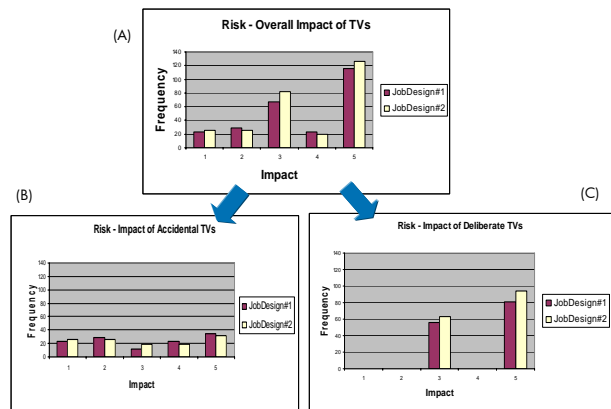 (A)
Risk - Overall Impact of TVs
Frequency
140
120
100
80
60
40
20
0
1 2 3 4 5
Impact
JobDesign#1
JobDesign#2
(B)
Risk - Impact of Accidental TVs
Frequency
140
120
100
80
60
40
20
0
1 2 3 4 5
Impact
JobDesign#1
JobDesign#2
(C)
Risk - Impact of Deliberate TVs
Frequency
140
120
100
80
60
40
20
0
1 2 3 4 5
Impact
JobDesign#1
JobDesign#2